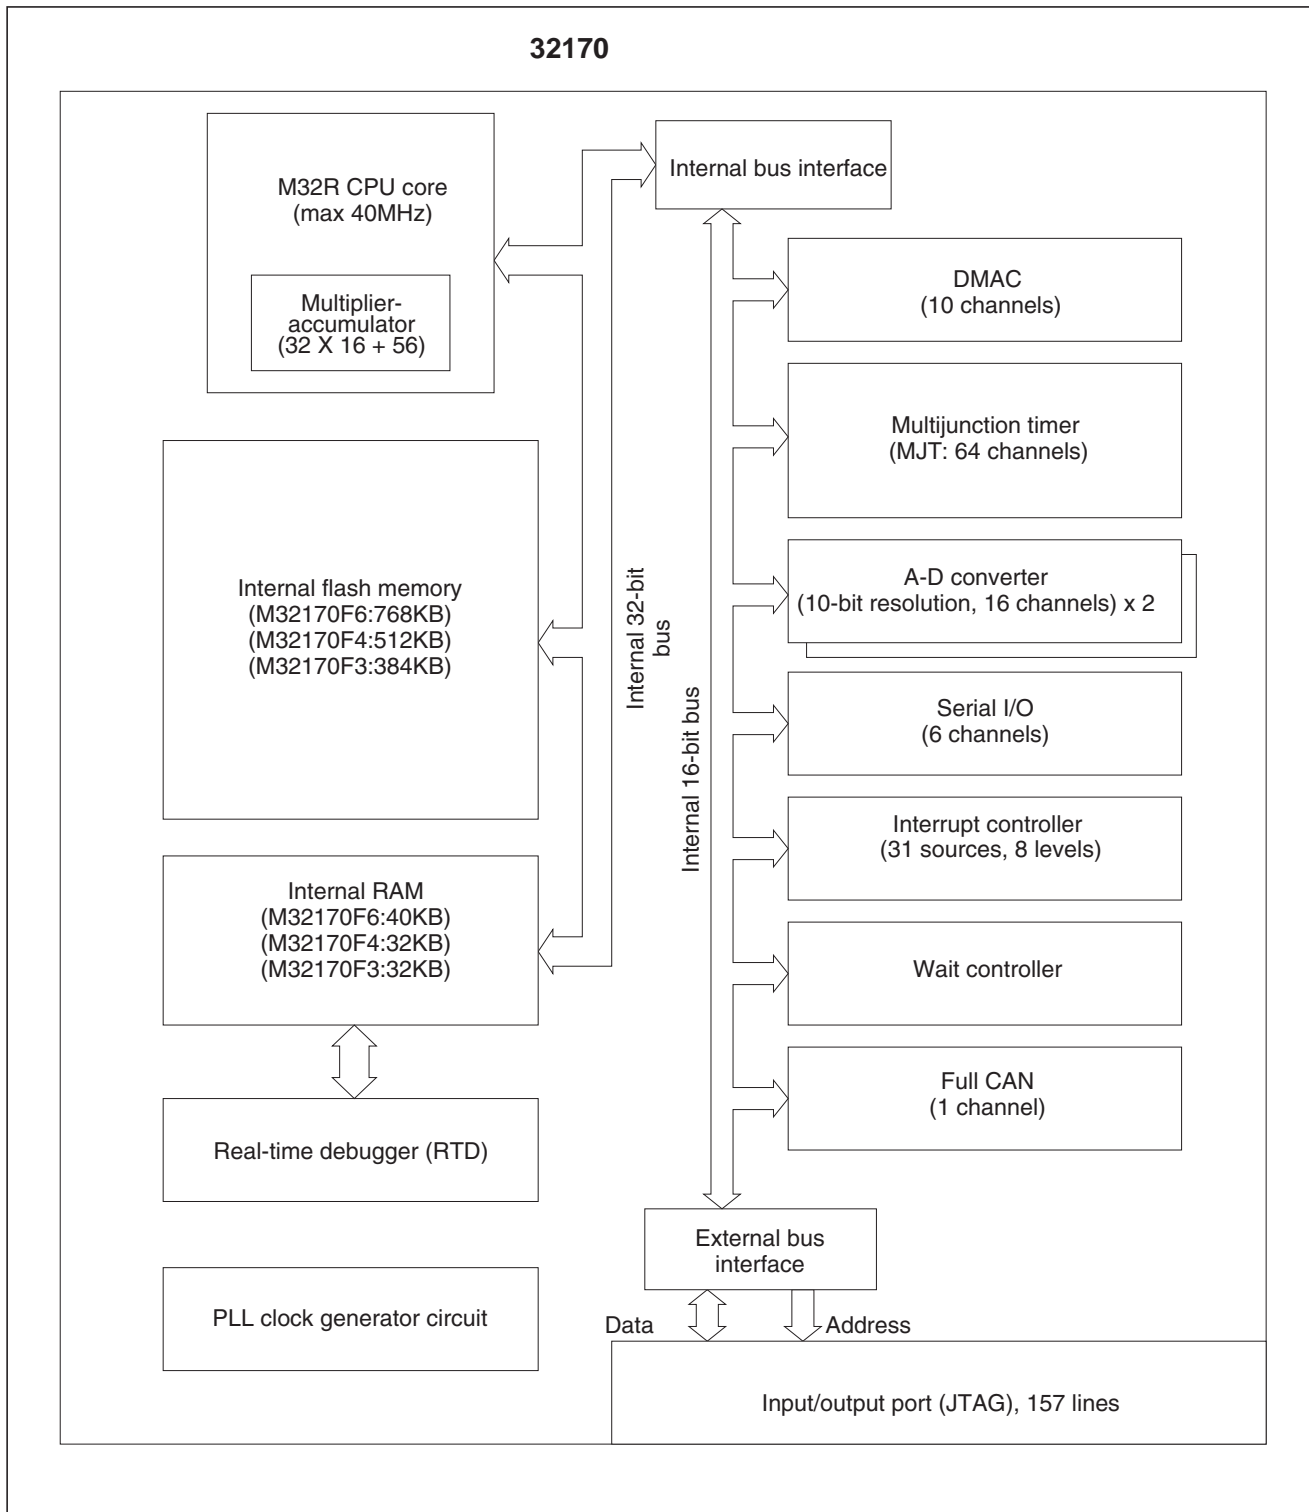 32170
M32R CPU core
(max 40MHz)
Multiplier-
accumulator
(32 X 16 + 56)
Internal flash memory
(M32170F6:768KB)
(M32170F4:512KB)
(M32170F3:384KB)
Internal RAM
(M32170F6:40KB)
(M32170F4:32KB)
(M32170F3:32KB)
Real-time debugger (RTD)
PLL clock generator circuit
Internal 32-bit
bus
Internal 16-bit bus
Internal bus interface
DMAC
(10 channels)
Multijunction timer
(MJT: 64 channels)
A-D converter
(10-bit resolution, 16 channels) x 2
Serial I/O
(6 channels)
Interrupt controller
(31 sources, 8 levels)
Wait controller
Full CAN
(1 channel)
External bus
interface
Data
Address
Input/output port (JTAG), 157 lines